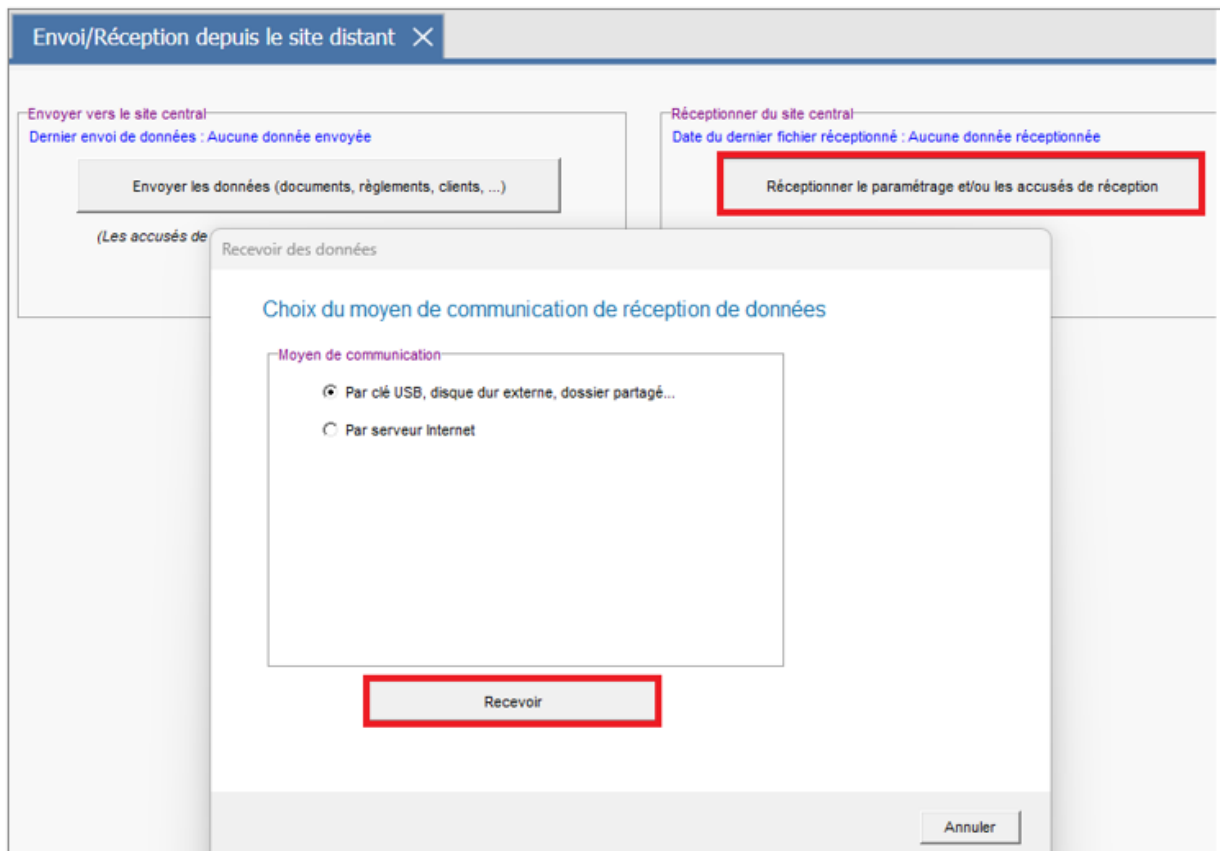 Envoi/Réception depuis le site distant
Envoyer vers le site central
Dernier envoi de données : Aucune donnée envoyée
Envoyer les données (documents, règlements, clients, ...)
(Les accusés de
Réceptionner du site central
Date du dernier fichier réceptionné : Aucune donnée réceptionnée
Réceptionner le paramétrage et/ou les accusés de réception
Recevoir des données
Choix du moyen de communication de réception de données
Moyen de communication
Par clé USB, disque dur externe, dossier partagé...
Par serveur Internet
Recevoir
Annuler